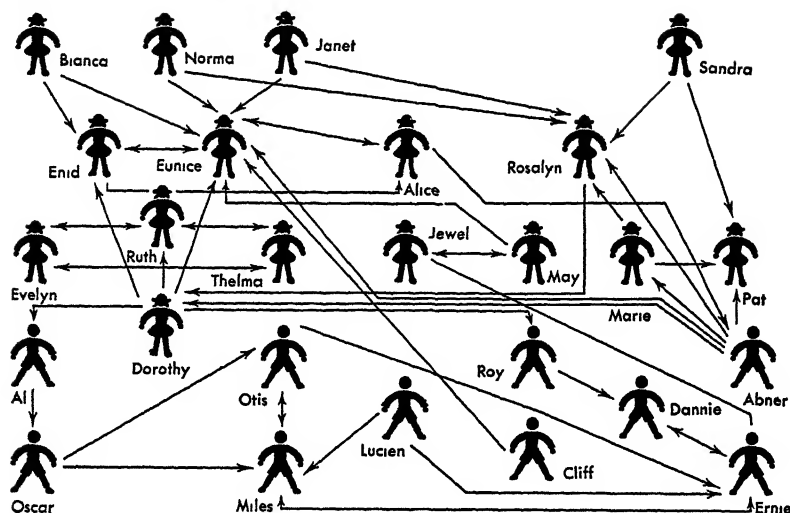 Bianca
Norma
Janet
Sandra
Enid
Eunice
Alice
Rosalyn
Evelyn
Ruth
Thelma
Jewel
May
Marie
Pat
Al
Dorothy
Otis
Roy
Dannie
Abner
Oscar
Miles
Lucien
Cliff
Ernie